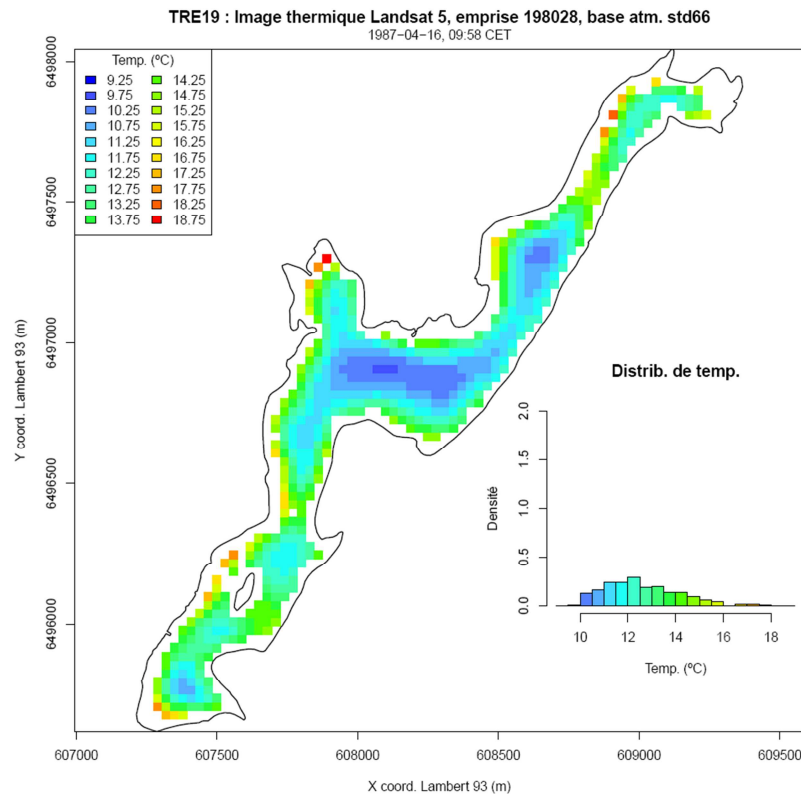 TRE19 : Image thermique Landsat 5, emprise 198028, base atm. std66
1987-04-16, 09:58 CET
Temp. (ºC)
9.25 14.25
9.75 14.75
10.25 15.25
10.75 15.75
11.25 16.25
11.75 16.75
12.25 17.25
12.75 17.75
13.25 18.25
13.75 18.75
6498000
6497500
6497000
6496500
6496000
Y coord. Lambert 93 (m)
607000 607500 608000 608500 609000 609500
X coord. Lambert 93 (m)
Distrib. de temp.
2.0
1.5
1.0
0.5
0.0
Densité
10 12 14 16 18
Temp. (ºC)